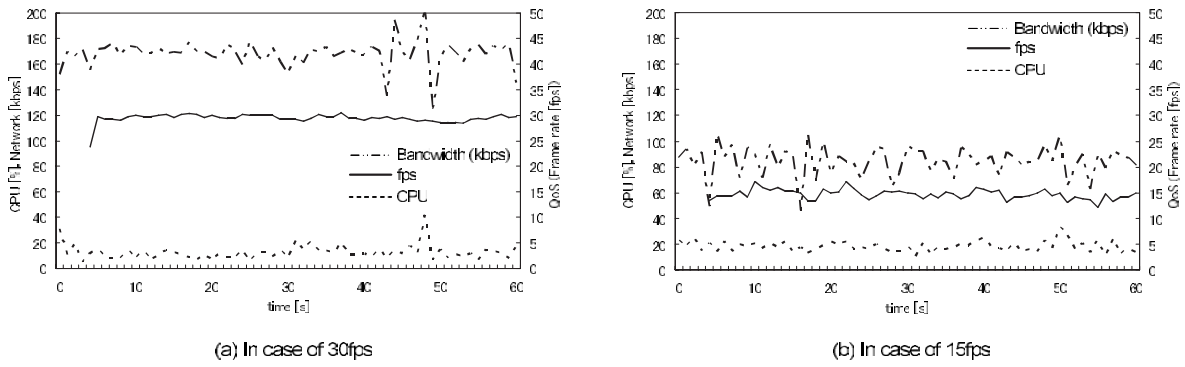 200
180
160
140
120
100
80
60
40
20
0
CPU [%], Network [kbps]
50
45
40
35
30
25
20
15
10
5
0
QoS [Frame rate [fps]
Bandwidth (kbps)
fps
CPU
0 10 20 30 40 50 60
time [s]
(a) In case of 30fps
200
180
160
140
120
100
80
60
40
20
0
CPU [%], Network [kbps]
50
45
40
35
30
25
20
15
10
5
0
QoS [Frame rate [fps]
Bandwidth (kbps)
fps
CPU
0 10 20 30 40 50 60
time [s]
(b) In case of 15fps